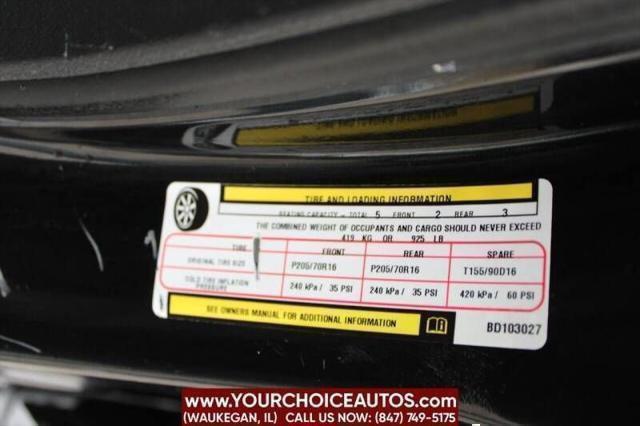 TIRE AND LOADING INFORMATION
SEATING CAPACITY - TOTAL 5 FRONT 2 REAR 3
THE COMBINED WEIGHT OF OCCUPANTS AND CARGO SHOULD NEVER EXCEED
419 KG OR 925 LB
TIRE FRONT REAR SPARE
ORIGINAL TIRE SIZE P205/70R16 P205/70R16 T155/90D16
COLD TIRE INFLATION PRESSURE 240 kPa / 35 PSI 240 kPa / 35 PSI 420 kPa / 60 PSI
SEE OWNERS MANUAL FOR ADDITIONAL INFORMATION
BD103027
WWW.YOURCHOICEAUTOS.COM
(WAUKEGAN, IL) CALL US NOW: (847) 749-5175